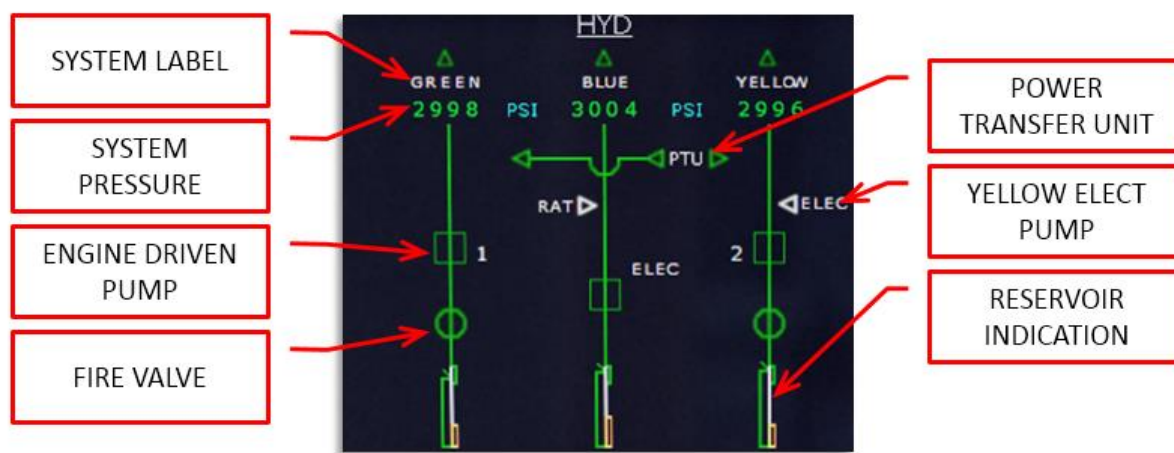 SYSTEM LABEL
SYSTEM
PRESSURE
ENGINE DRIVEN
PUMP
FIRE VALVE
HYD
GREEN BLUE YELLOW
2998 PSI 3004 PSI 2996
PTU
RAT ELEC
1 2
ELEC
POWER
TRANSFER UNIT
YELLOW ELECT
PUMP
RESERVOIR
INDICATION